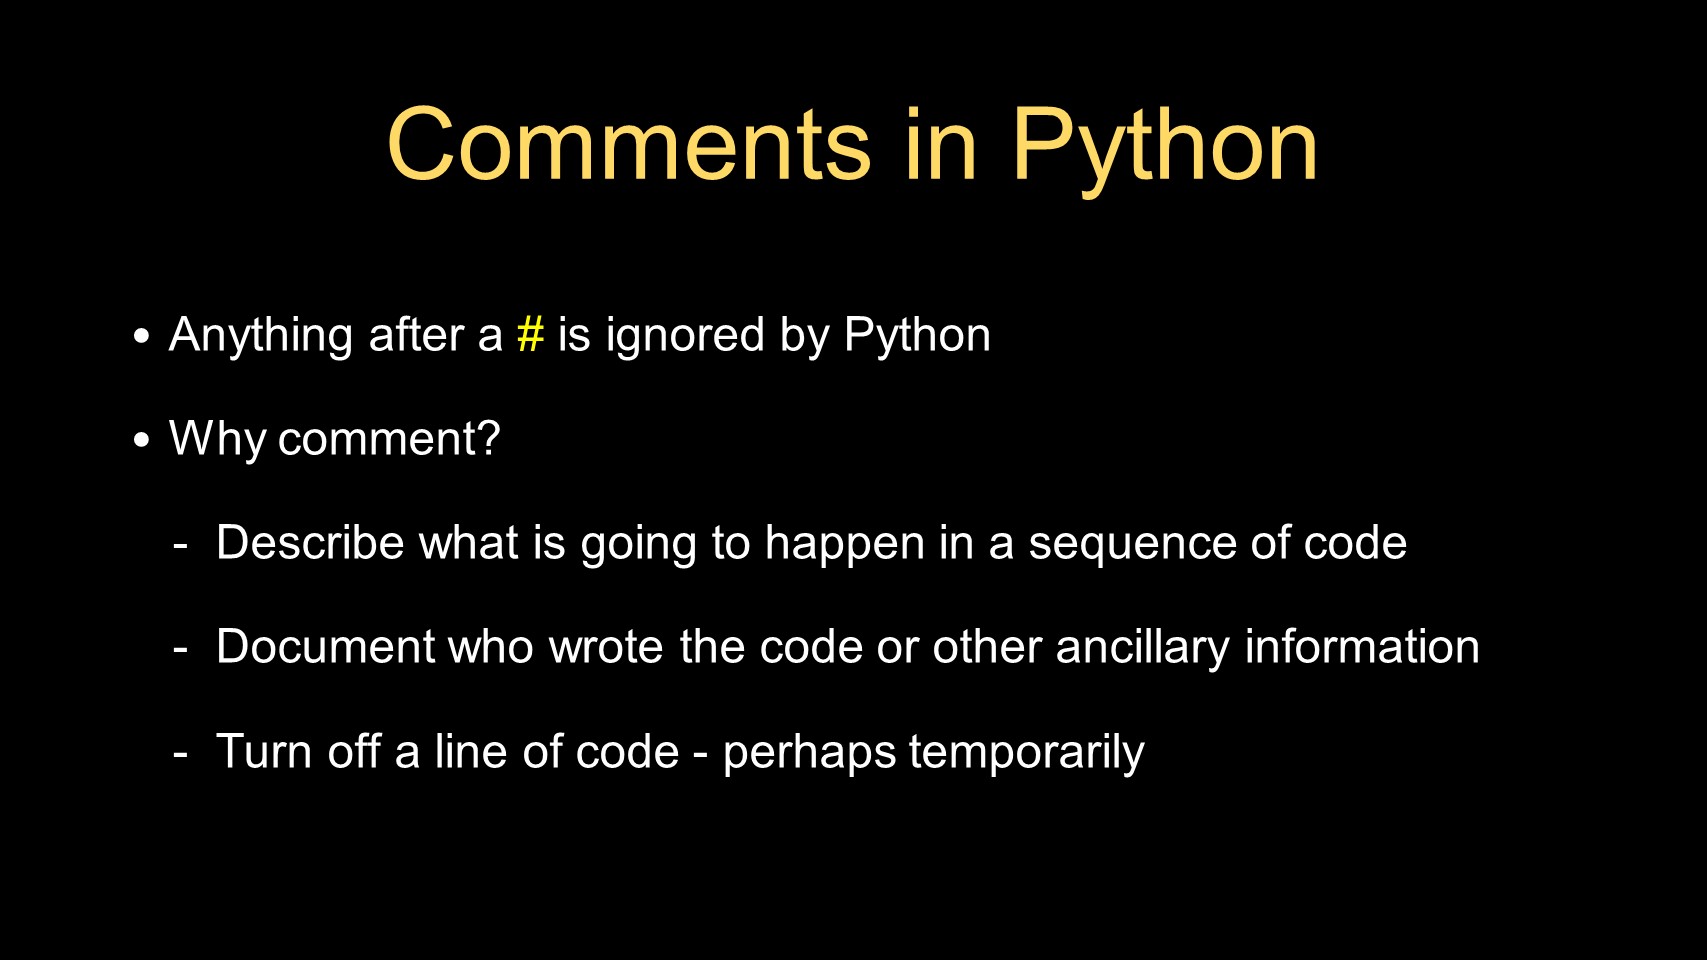 Comments in Python
• Anything after a # is ignored by Python
• Why comment?
- Describe what is going to happen in a sequence of code
- Document who wrote the code or other ancillary information
- Turn off a line of code - perhaps temporarily